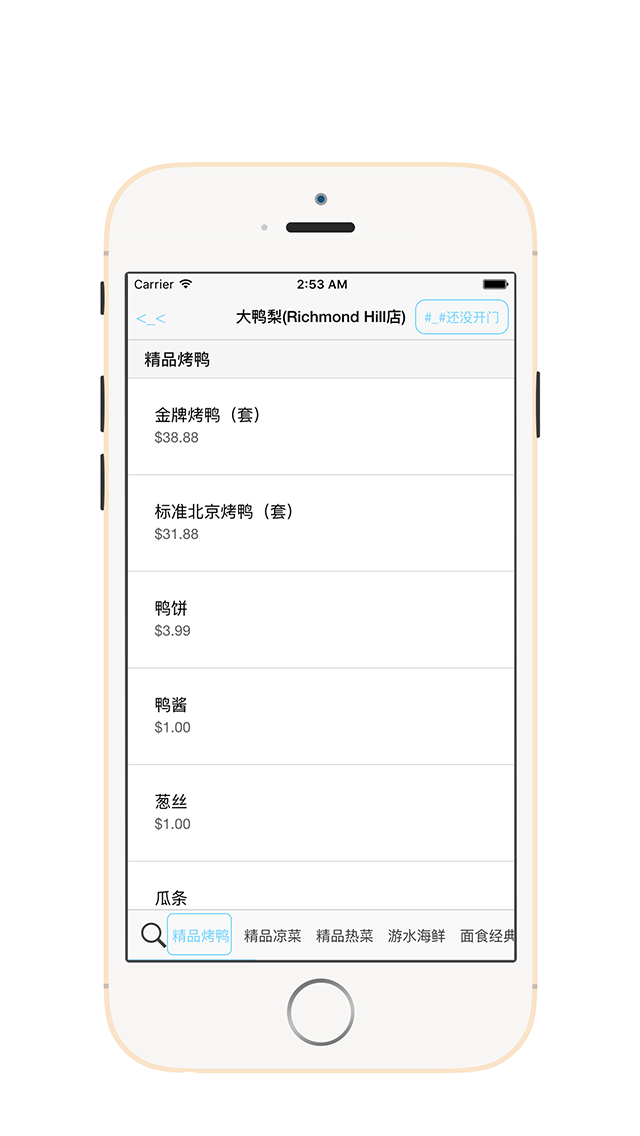 Carrier 2:53 AM
<_< 大鸭梨(Richmond Hill店) #_#还没开门
精品烤鸭
金牌烤鸭（套）
$38.88
标准北京烤鸭（套）
$31.88
鸭饼
$3.99
鸭酱
$1.00
葱丝
$1.00
瓜条
精品烤鸭 精品凉菜 精品热菜 游水海鲜 面食经典